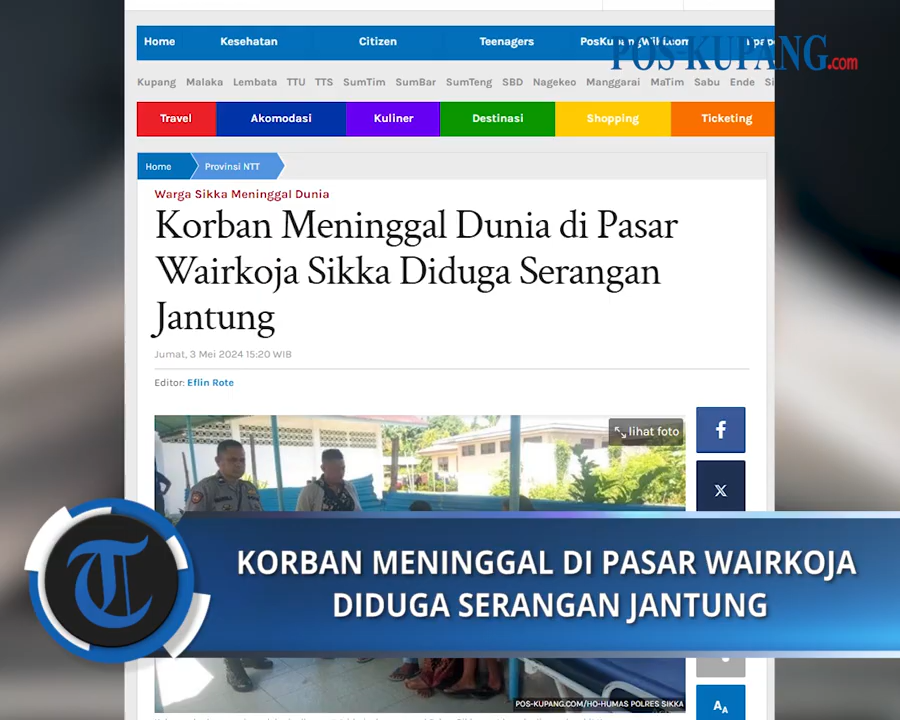 POS-KUPANG.com
Home Kesehatan Citizen Teenagers
Kupang Malaka Lembata TTU TTS SumTim SumBar SumTeng SBD Nagekeo Manggarai MaTim Sabu Ende
Travel Akomodasi Kuliner Destinasi Shopping Ticketing
Home Provinsi NTT
Warga Sikka Meninggal Dunia
Korban Meninggal Dunia di Pasar
Wairkoja Sikka Diduga Serangan
Jantung
Jumat, 3 Mei 2024 15:20 WIB
Editor: Eflin Rote
lihat foto
KORBAN MENINGGAL DI PASAR WAIRKOJA
DIDUGA SERANGAN JANTUNG
POS-KUPANG.COM/HO-HUMAS POLRES SIKKA
AA